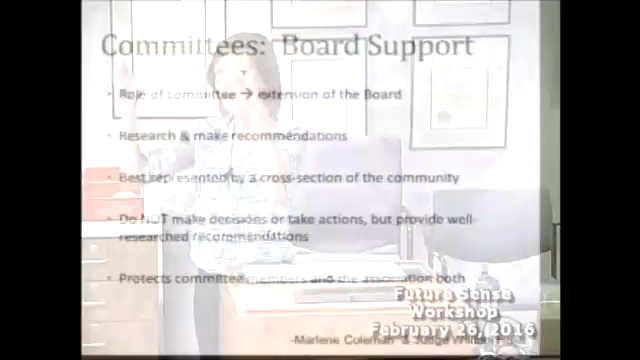 Committees: Board Support
• Role of committee → extension of the Board
• Research & make recommendations
• Best represented by a cross-section of the community
• Do NOT make decisions or take actions, but provide well-
researched recommendations
• Protects committee members and the association both
Future Sense
Workshop
February 26, 2016
-Marlene Coleman & Judge